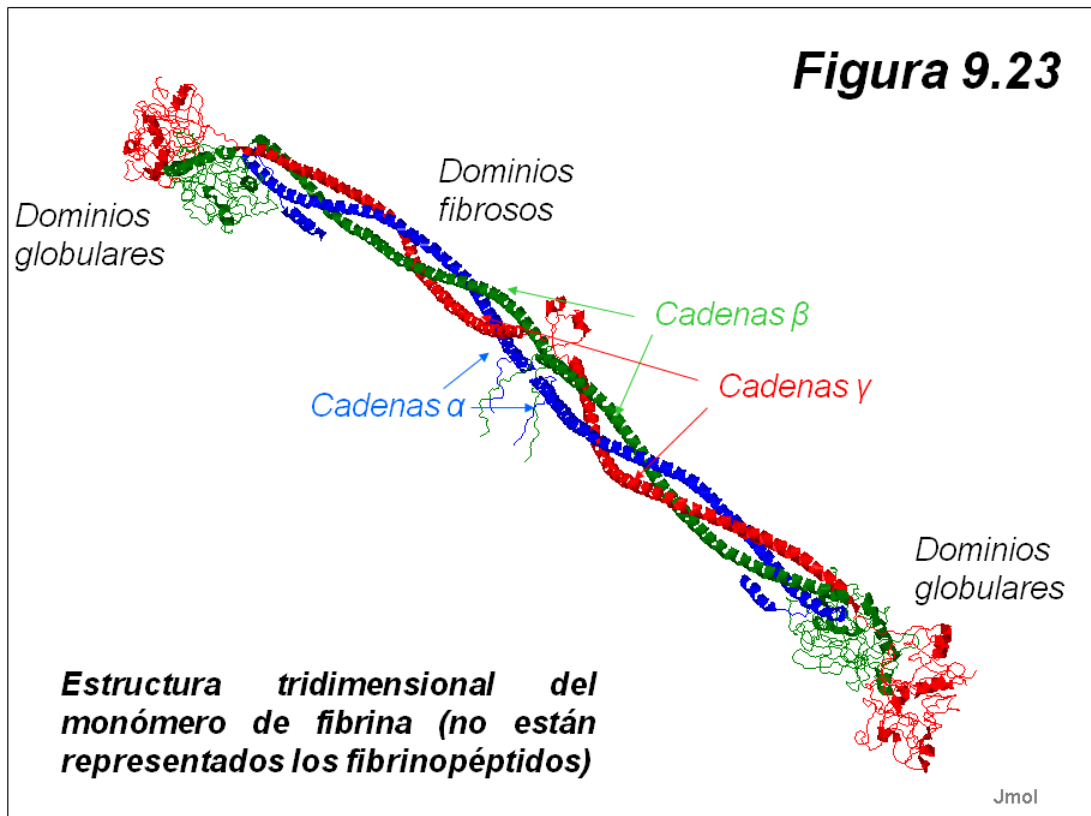 Figura 9.23
Dominios
fibrosos
Dominios
globulares
Cadenas β
Cadenas γ
Cadenas α
Dominios
globulares
Estructura tridimensional del
monómero de fibrina (no están
representados los fibrinopéptidos)
Jmol